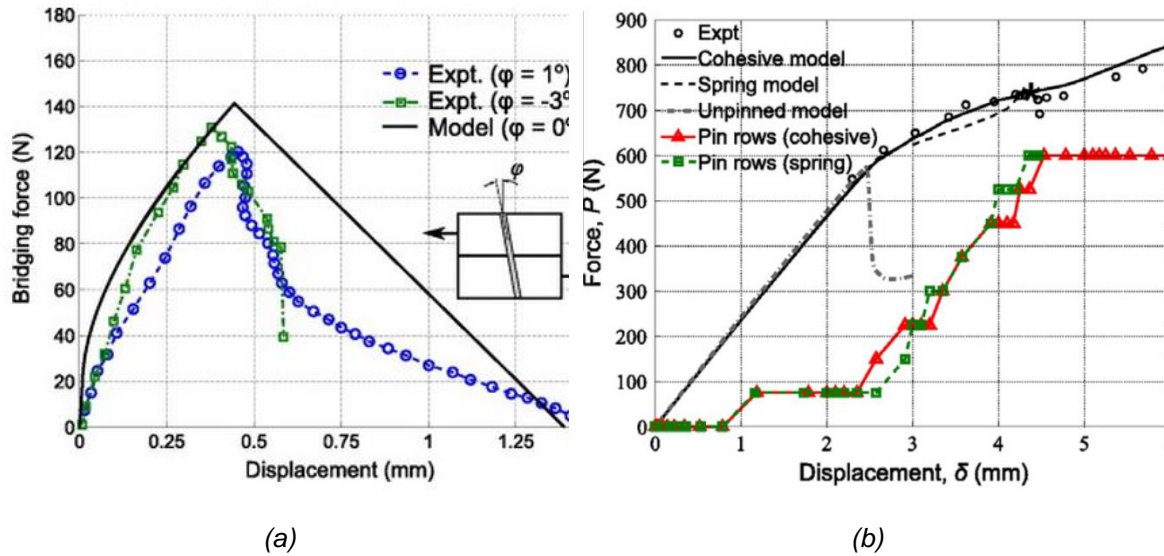 (a)
180
160
140
120
100
80
60
40
20
0
Bridging force (N)
Expt. (φ = 1°)
Expt. (φ = -3°
Model (φ = 0°
φ
0
0.25
0.5
0.75
1
1.25
Displacement (mm)
b)
900
800
700
600
500
400
300
200
100
0
Force, P (N)
Expt
Cohesive model
Spring model
Unpinned model
Pin rows (cohesive)
Pin rows (spring)
0
1
2
3
4
5
Displacement, δ (mm)
(a)
(b)